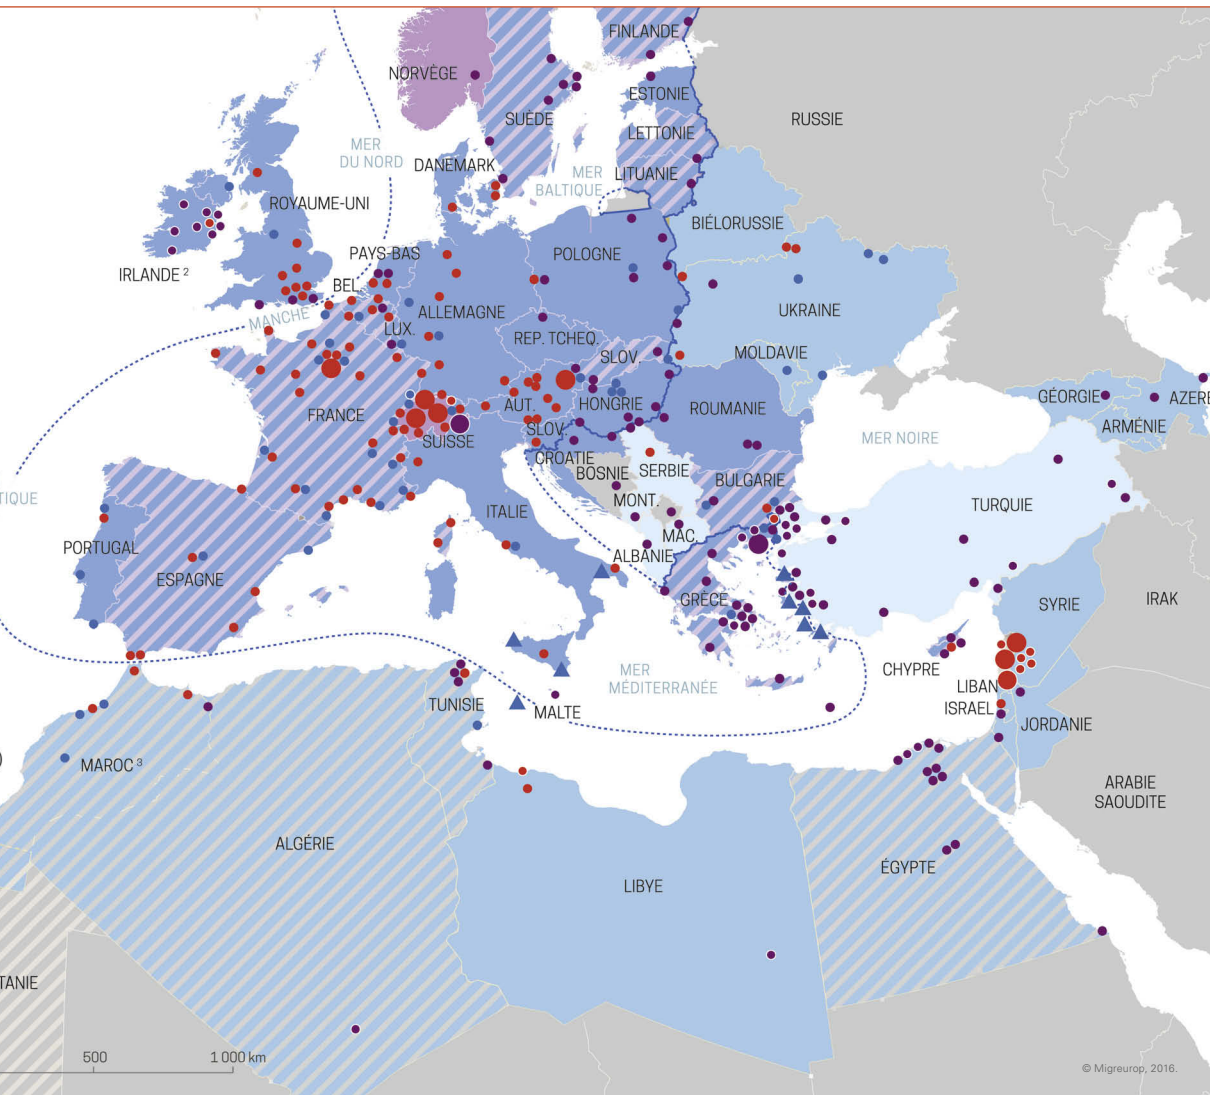 FINLANDE
NORVÈGE
ESTONIE
SUÈDE
RUSSIE
LETTONIE
MER
DU NORD
DANEMARK
MER
BALTIQUE
LITUANIE
ROYAUME-UNI
BIÉLORUSSIE
PAYS-BAS
POLOGNE
IRLANDE ²
BEL.
ALLEMAGNE
UKRAINE
MANCHE
LUX.
REP. TCHEQ.
SLOV.
MOLDAVIE
AUT.
HONGRIE
ROUMANIE
GÉORGIE
AZERB
FRANCE
SLOV.
ARMÉNIE
SUISSE
MER NOIRE
CROATIE
BOSNIE
SERBIE
BULGARIE
TIQUE
MONT.
TURQUIE
ITALIE
MAC.
PORTUGAL
ALBANIE
ESPAGNE
GRÈCE
SYRIE
IRAK
CHYPRE
MER
MÉDITERRANÉE
LIBAN
TUNISIE
MALTE
ISRAEL
JORDANIE
)
MAROC ³
ARABIE
SAOUDITE
ALGÉRIE
ÉGYPTE
LIBYE
TANIE
500
1 000 km
© Migreurop, 2016.